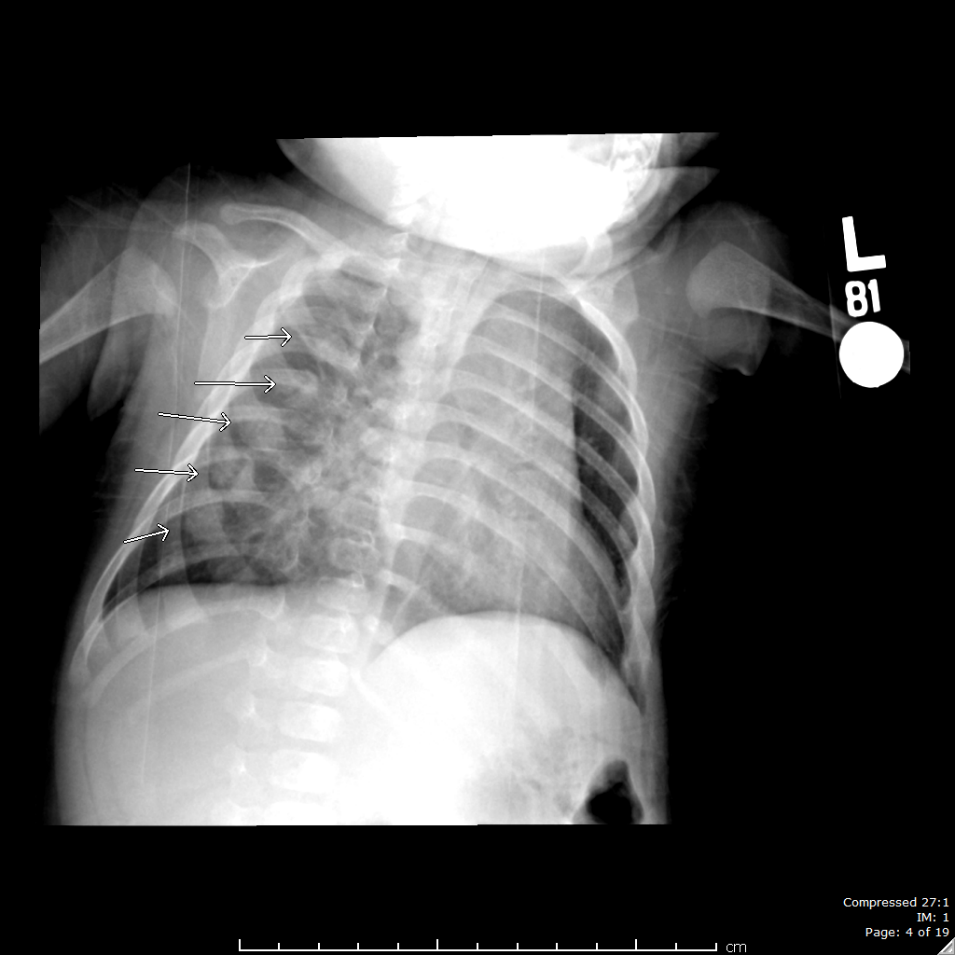 L
81
Compressed 27:1
IM: 1
Page: 4 of 19
cm